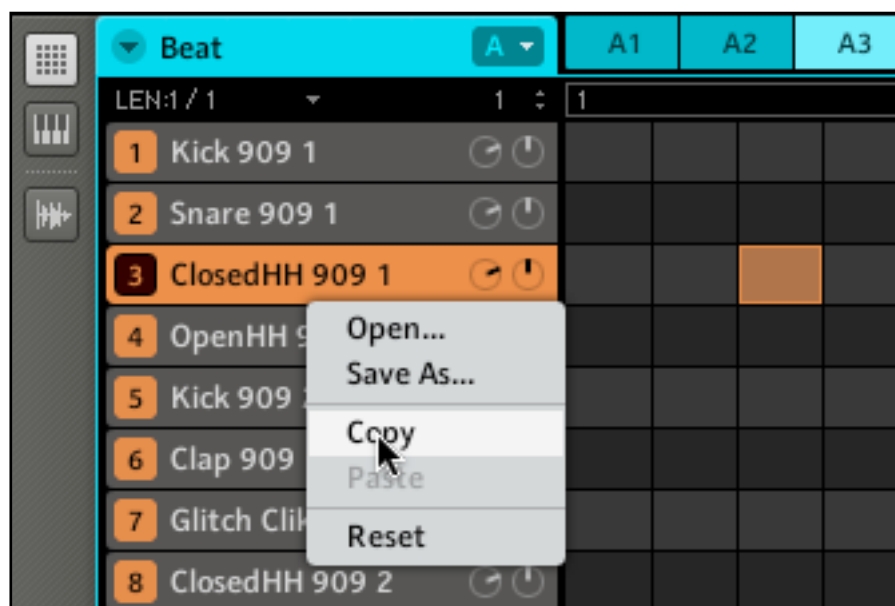 Beat A A1 A2 A3
LEN:1 / 1 1 1
1 Kick 909 1
2 Snare 909 1
3 ClosedHH 909 1
4 OpenHH
5 Kick 909
6 Clap 909
7 Glitch
8 ClosedHH 909 2
Open...
Save As...
Copy
Paste
Reset